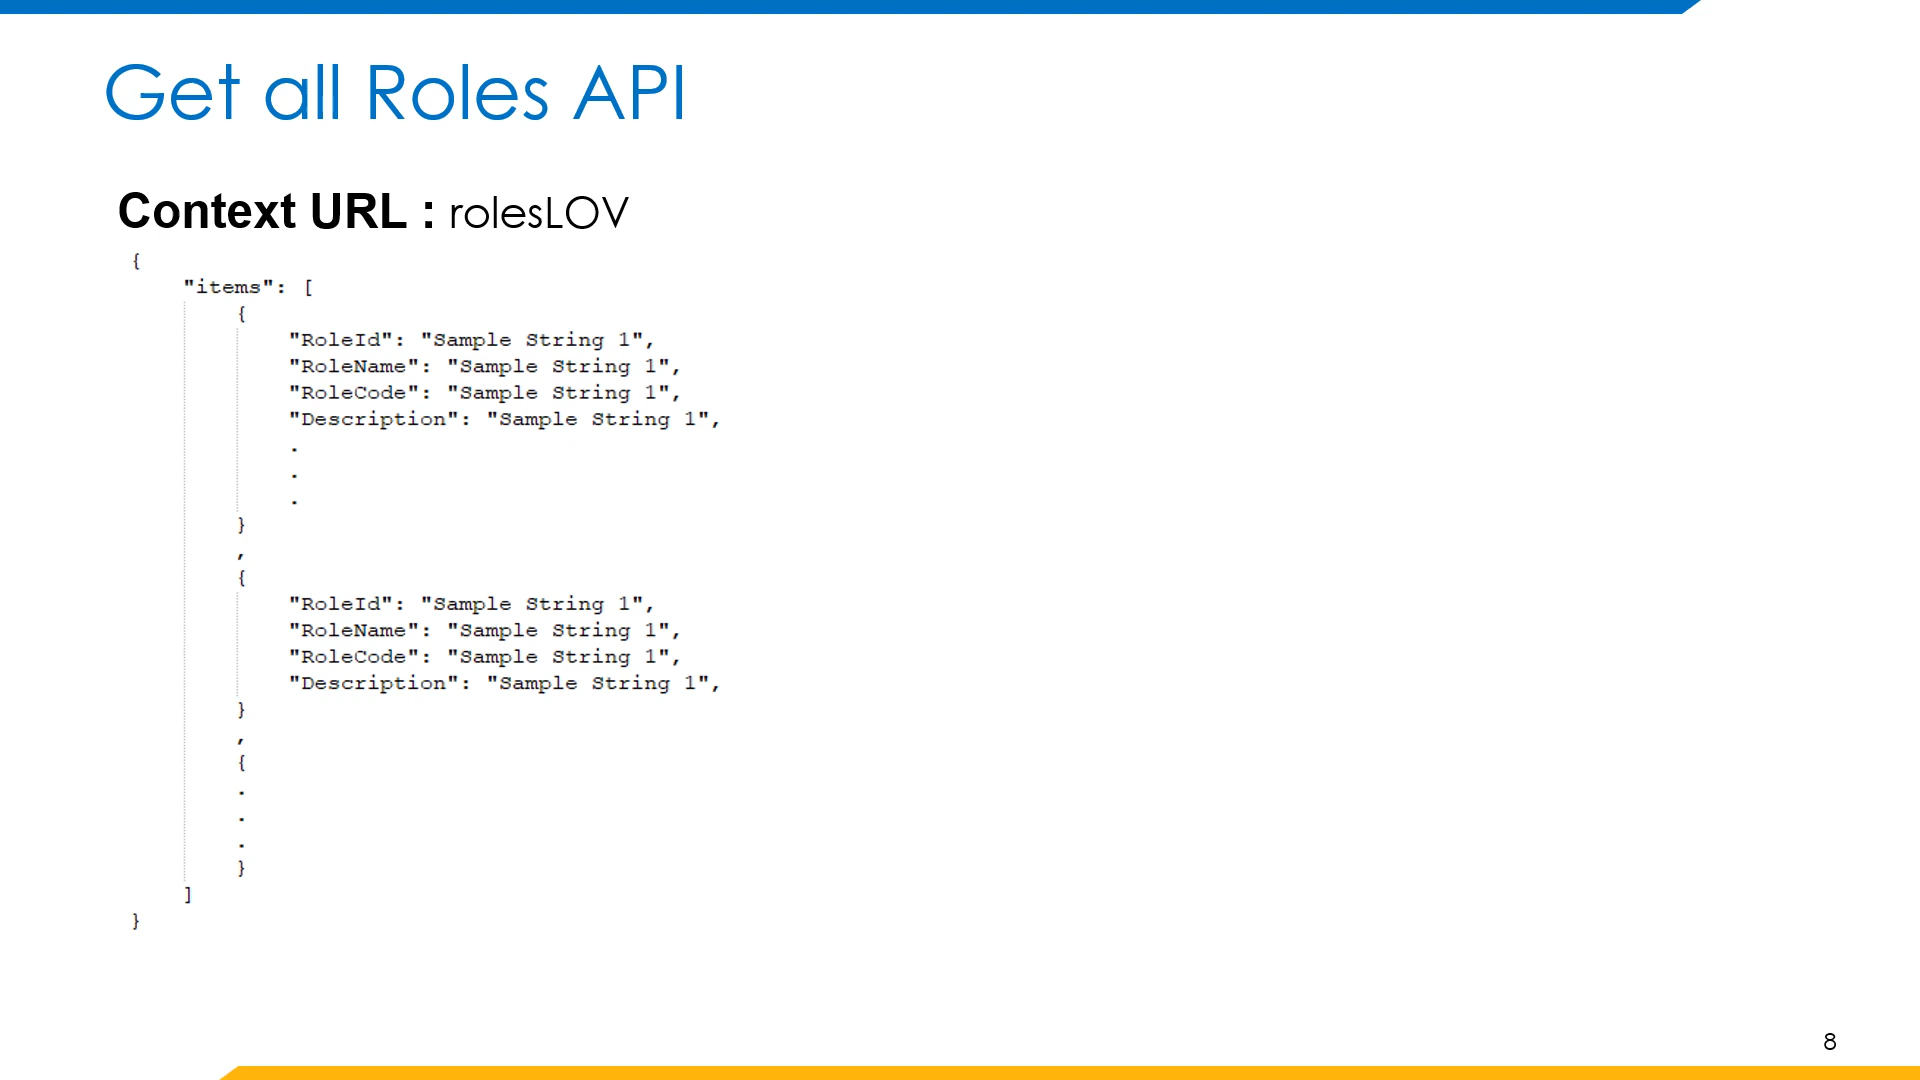 Get all Roles API
Context URL : rolesLOV
{
"items": [
{
"RoleId": "Sample String 1",
"RoleName": "Sample String 1",
"RoleCode": "Sample String 1",
"Description": "Sample String 1",
.
.
.
}
,
{
"RoleId": "Sample String 1",
"RoleName": "Sample String 1",
"RoleCode": "Sample String 1",
"Description": "Sample String 1",
}
,
{
.
.
.
}
]
}
8